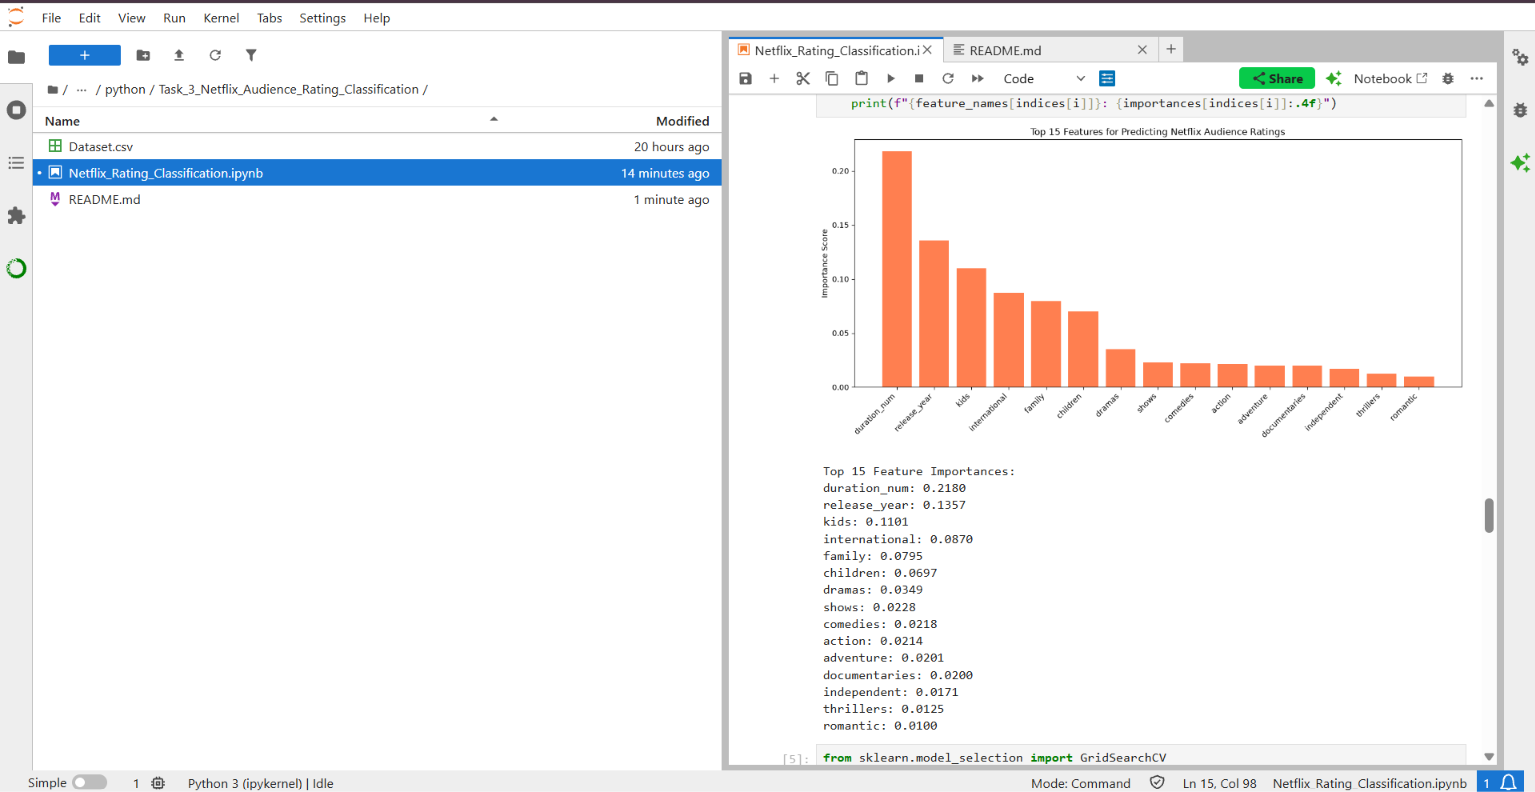 File Edit View Run Kernel Tabs Settings Help
+
/ ... / python / Task_3_Netflix_Audience_Rating_Classification /
Name Modified
Dataset.csv 20 hours ago
Netflix_Rating_Classification.ipynb 14 minutes ago
README.md 1 minute ago
Netflix_Rating_Classification.i
README.md
+
Code
Share
Notebook
print(f"{feature_names[indices[i]]}: {importances[indices[i]]:.4f}")
Top 15 Features for Predicting Netflix Audience Ratings
Importance Score
0.20
0.15
0.10
0.05
0.00
duration_num
release_year
kids
international
family
children
dramas
shows
comedies
action
adventure
documentaries
independent
thrillers
romantic
Top 15 Feature Importances:
duration_num: 0.2180
release_year: 0.1357
kids: 0.1101
international: 0.0870
family: 0.0795
children: 0.0697
dramas: 0.0349
shows: 0.0228
comedies: 0.0218
action: 0.0214
adventure: 0.0201
documentaries: 0.0200
independent: 0.0171
thrillers: 0.0125
romantic: 0.0100
[5]: from sklearn.model_selection import GridSearchCV
Simple 1 Python 3 (ipykernel) | Idle Mode: Command Ln 15, Col 98 Netflix_Rating_Classification.ipynb 1